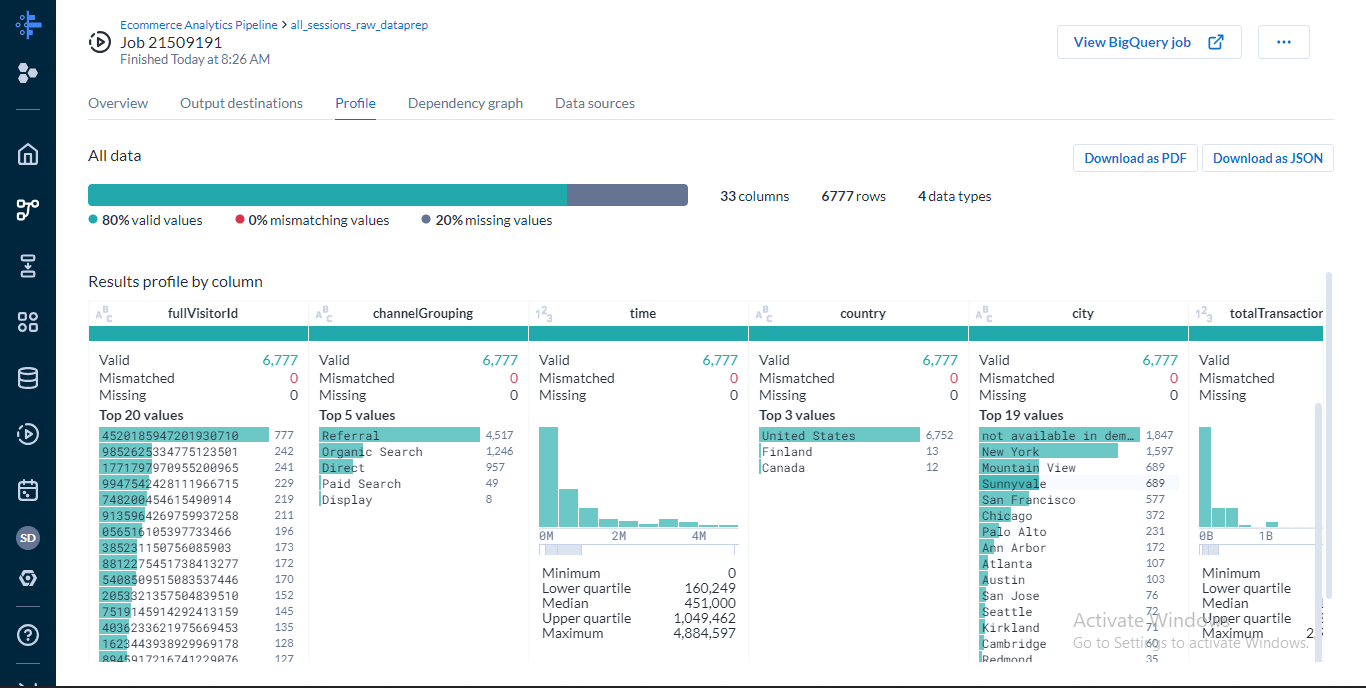 Ecommerce Analytics Pipeline > all_sessions_raw_dataprep
Job 21509191
Finished Today at 8:26 AM
View BigQuery job
...
Overview Output destinations Profile Dependency graph Data sources
All data
Download as PDF Download as JSON
33 columns 6777 rows 4 data types
80% valid values 0% mismatching values 20% missing values
Results profile by column
ABC fullVisitorId
Valid 6,777
Mismatched 0
Missing 0
Top 20 values
4520185947201930710 777
9852625334775123501 242
1771797970955200965 241
9947542428111966715 229
748200454615490914 219
9135964269759937258 211
056516105397733466 196
385231150756085903 173
8812275451738413277 172
5408509515083537446 170
2053321357504839510 152
7519145914292413159 145
4036233621975669453 135
1623443938929969178 128
8945917216741229076 127
ABC channelGrouping
Valid 6,777
Mismatched 0
Missing 0
Top 5 values
Referral 4,517
Organic Search 1,246
Direct 957
Paid Search 49
Display 8
123 time
Valid 6,777
Mismatched 0
Missing 0
0M 2M 4M
Minimum 0
Lower quartile 160,249
Median 451,000
Upper quartile 1,049,462
Maximum 4,884,597
ABC country
Valid 6,777
Mismatched 0
Missing 0
Top 3 values
United States 6,752
Finland 13
Canada 12
ABC city
Valid 6,777
Mismatched 0
Missing 0
Top 19 values
not available in dem… 1,847
New York 1,597
Mountain View 689
Sunnyvale 689
San Francisco 577
Chicago 372
Palo Alto 231
Ann Arbor 172
Atlanta 107
Austin 103
San Jose 76
Seattle 72
Kirkland 71
Cambridge 60
Redmond 35
123 totalTransaction
Valid
Mismatched
Missing
0B 1B
Minimum
Lower quartile
Median
Upper quartile
Maximum
SD
Activate Windows
Go to Settings to activate Windows.